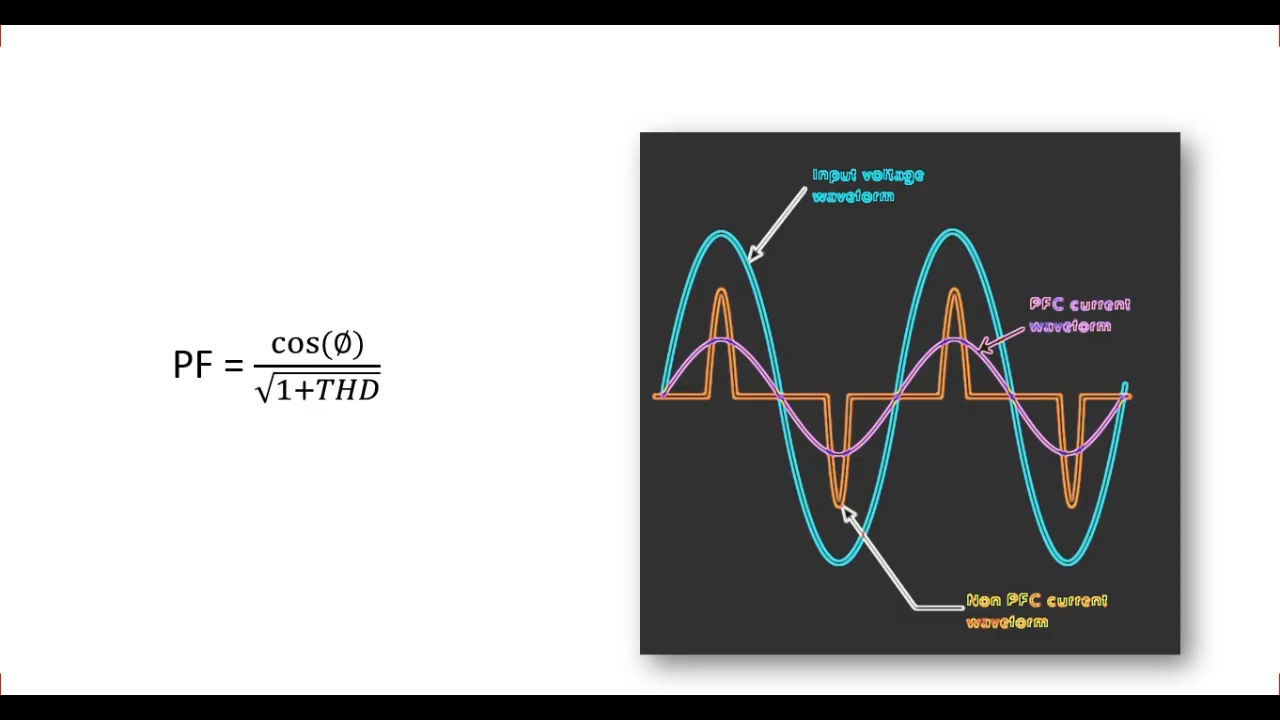 PF = cos(∅) / √1+THD
Input voltage
waveform
PFC current
waveform
Non PFC current
waveform